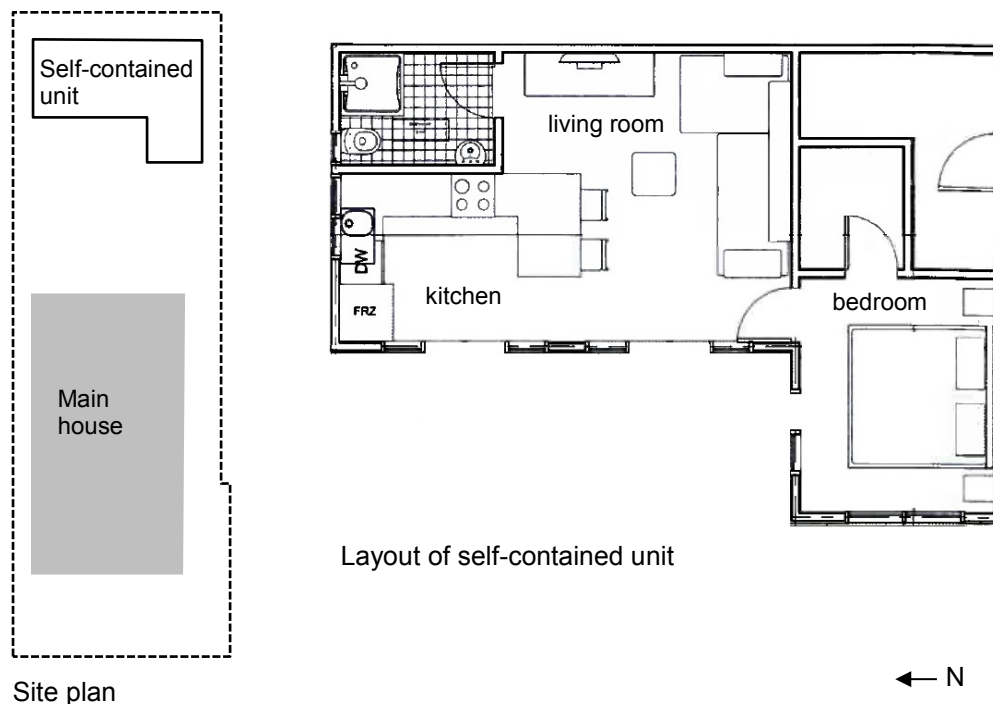 Self-contained
unit
Main
house
Site plan
living room
kitchen
bedroom
DW
FRZ
Layout of self-contained unit
N